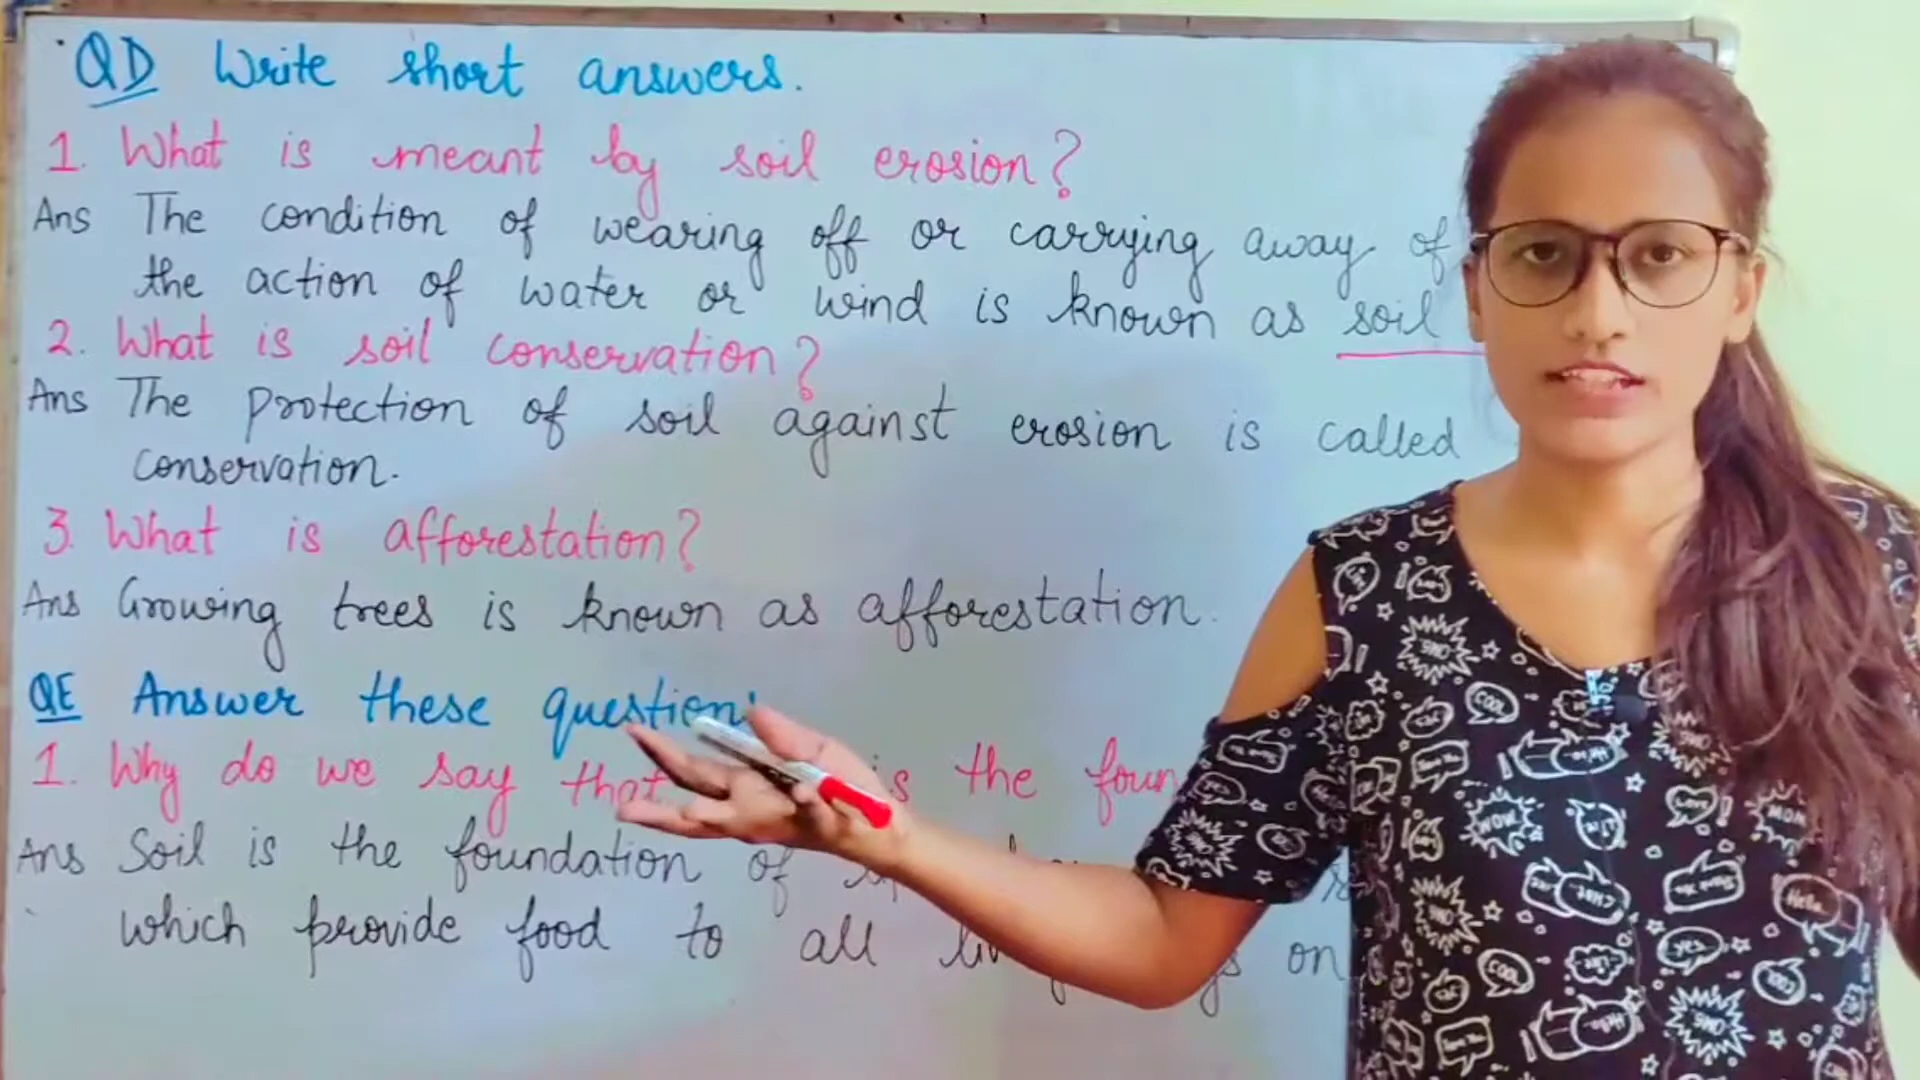 QD Write short answers.
1. What is meant by soil erosion?
Ans The condition of wearing off or carrying away of
the action of water or wind is known as soil
2. What is soil conservation?
Ans The protection of soil against erosion is called
conservation.
3. What is afforestation?
Ans Growing trees is known as afforestation.
QE Answer these question
1. Why do we say that is the
Ans Soil is the foundation of
which provide food to all on